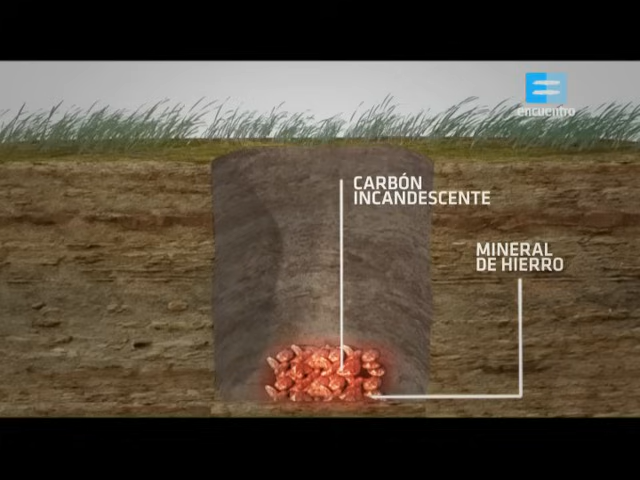 encuentro
CARBÓN
INCANDESCENTE
MINERAL
DE HIERRO